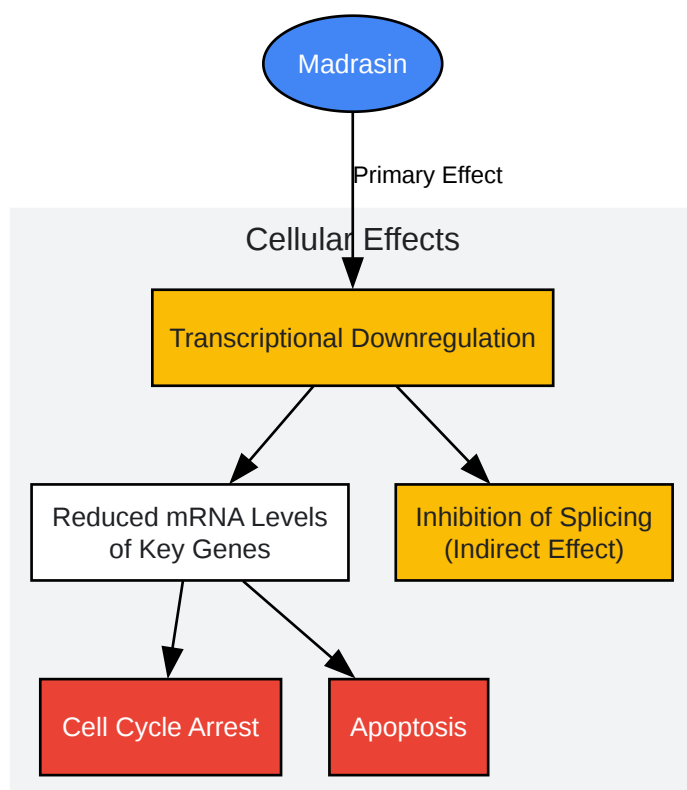 Madrasin
Primary Effect
Cellular Effects
Transcriptional Downregulation
Reduced mRNA Levels
of Key Genes
Inhibition of Splicing
(Indirect Effect)
Cell Cycle Arrest
Apoptosis